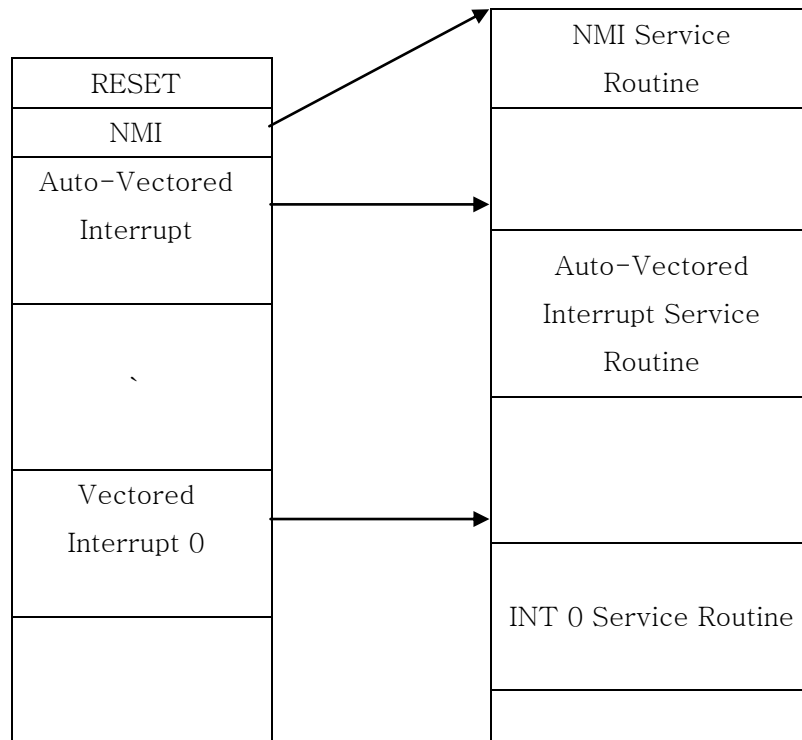 RESET
NMI
Auto-Vectored
Interrupt
`
Vectored
Interrupt 0
NMI Service
Routine
Auto-Vectored
Interrupt Service
Routine
INT 0 Service Routine